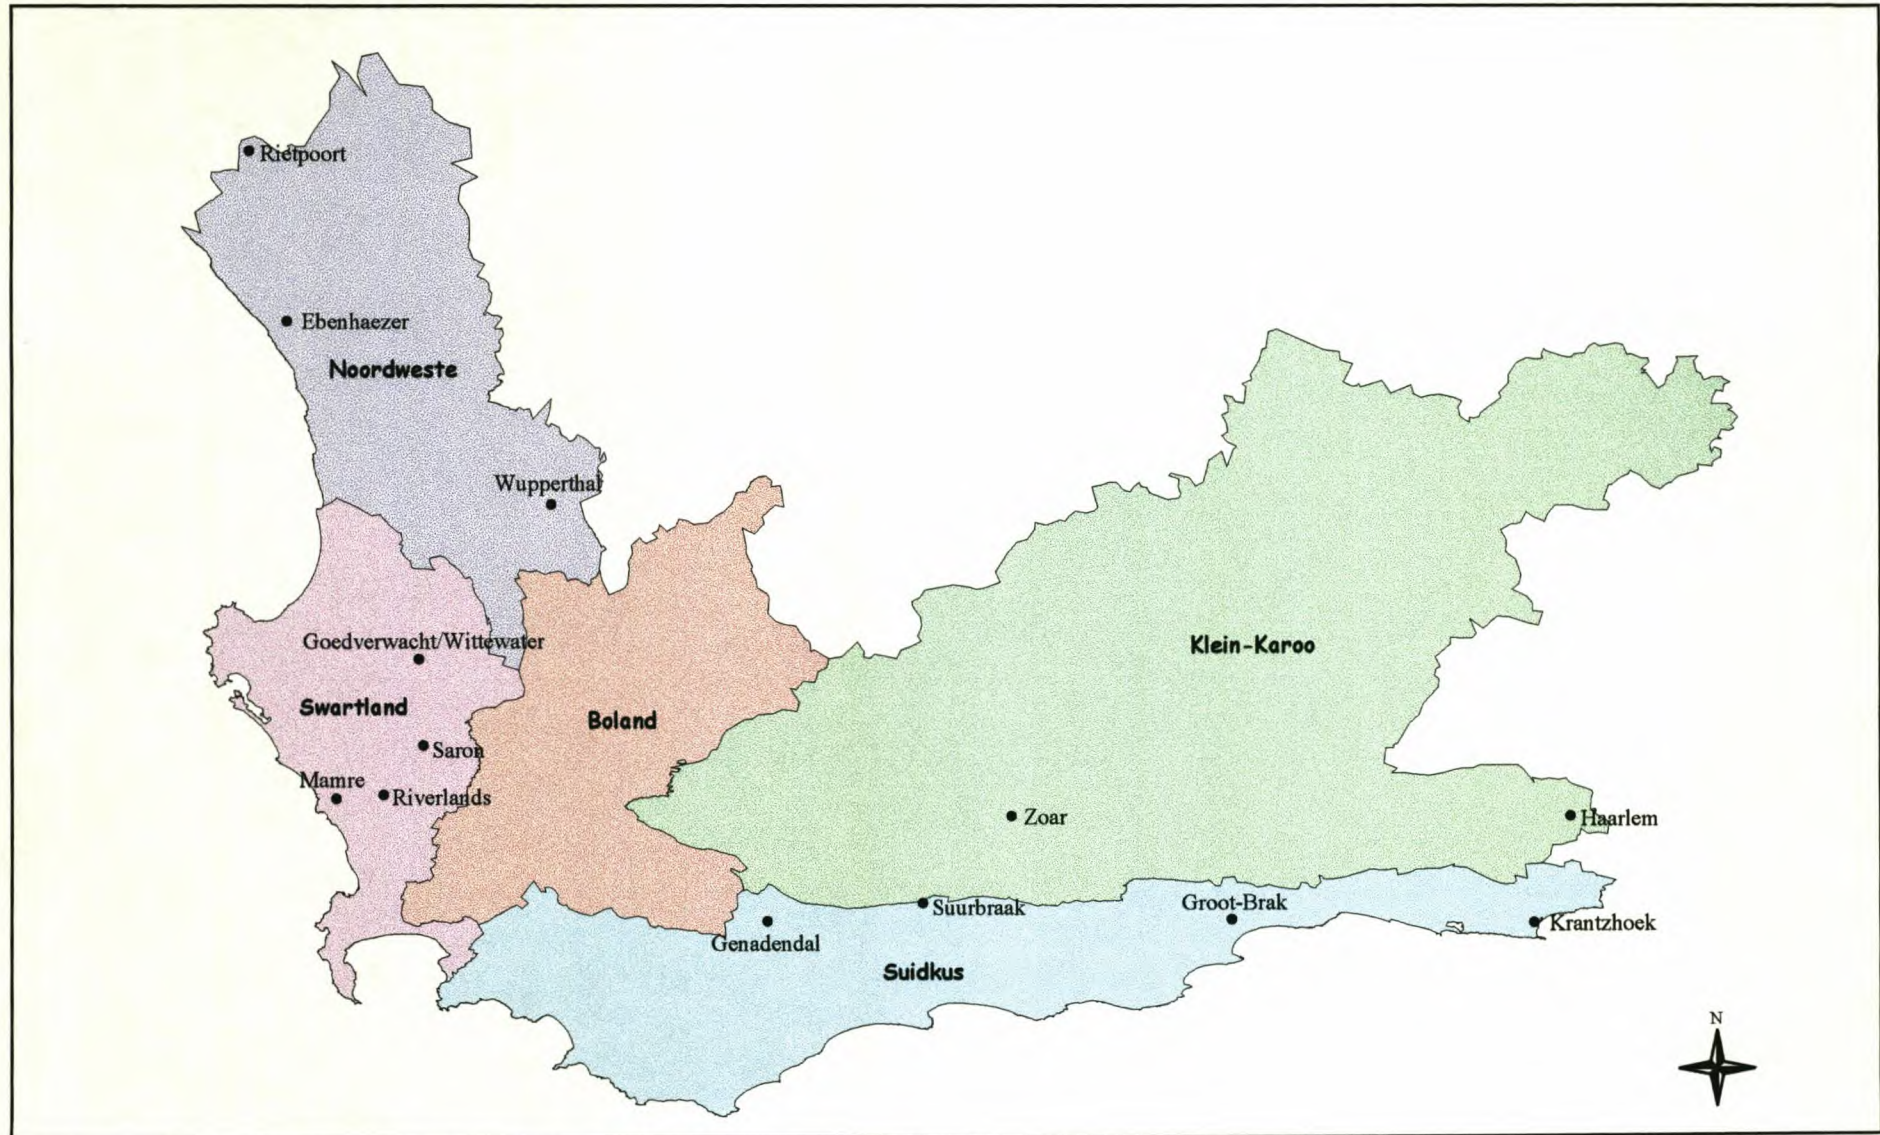 Rietpoort
Ebenhaezer
Noordweste
Wupperthal
Goedverwacht/Wittewater
Klein-Karoo
Swartland
Boland
Saron
Mamre
Riverlands
Zoar
Haarlem
Suurbraak
Groot-Brak
Genadendal
Krantzhoek
Suidkus
N